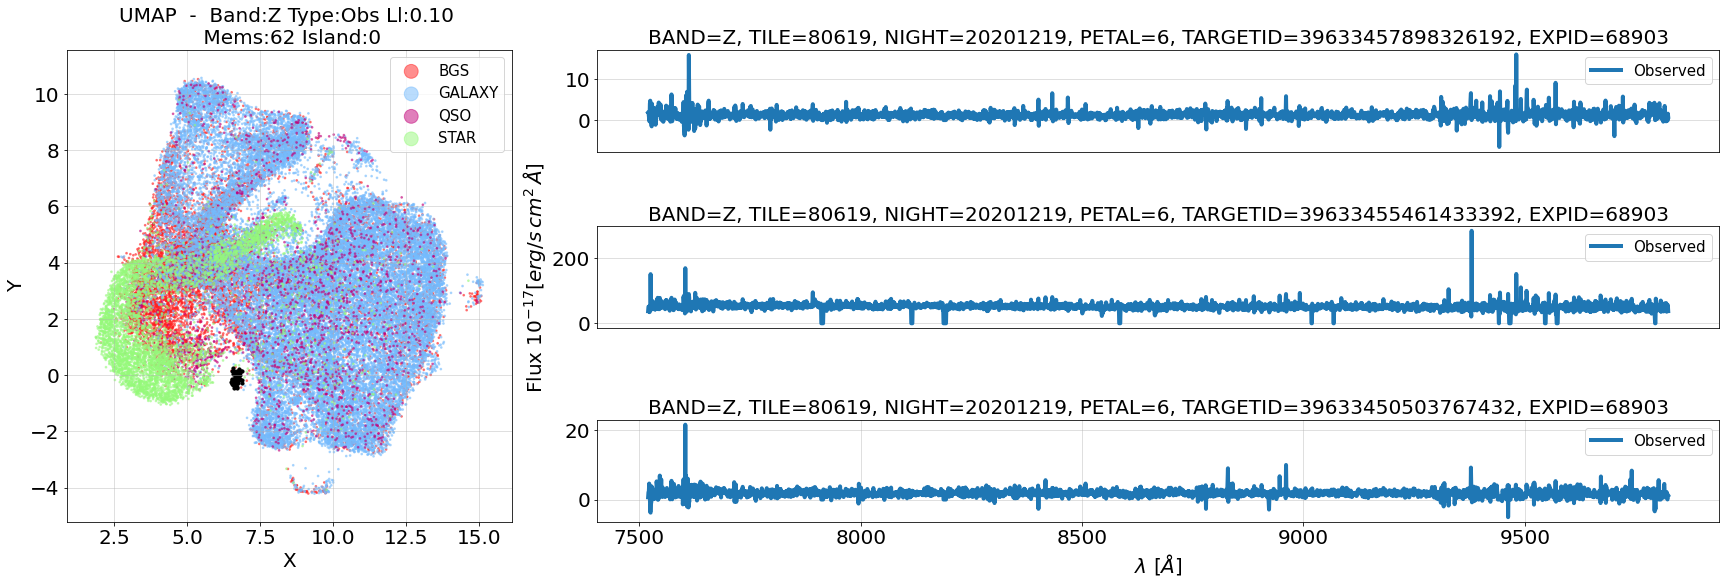 UMAP - Band:Z Type:Obs Ll:0.10
Mems:62 Island:0
BGS
GALAXY
QSO
STAR
10
8
6
4
2
0
−2
−4
Y
2.5 5.0 7.5 10.0 12.5 15.0
X
BAND=Z, TILE=80619, NIGHT=20201219, PETAL=6, TARGETID=39633457898326192, EXPID=68903
Observed
10
0
BAND=Z, TILE=80619, NIGHT=20201219, PETAL=6, TARGETID=39633455461433392, EXPID=68903
Observed
200
0
Flux 10⁻¹⁷[erg/s cm² Å]
BAND=Z, TILE=80619, NIGHT=20201219, PETAL=6, TARGETID=39633450503767432, EXPID=68903
Observed
20
0
7500 8000 8500 9000 9500
λ [Å]